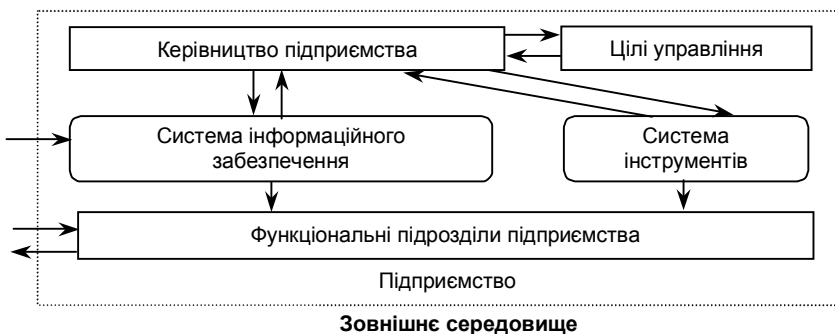 Керівництво підприємства
Цілі управління
Система інформаційного
забезпечення
Система
інструментів
Функціональні підрозділи підприємства
Підприємство
Зовнішнє середовище